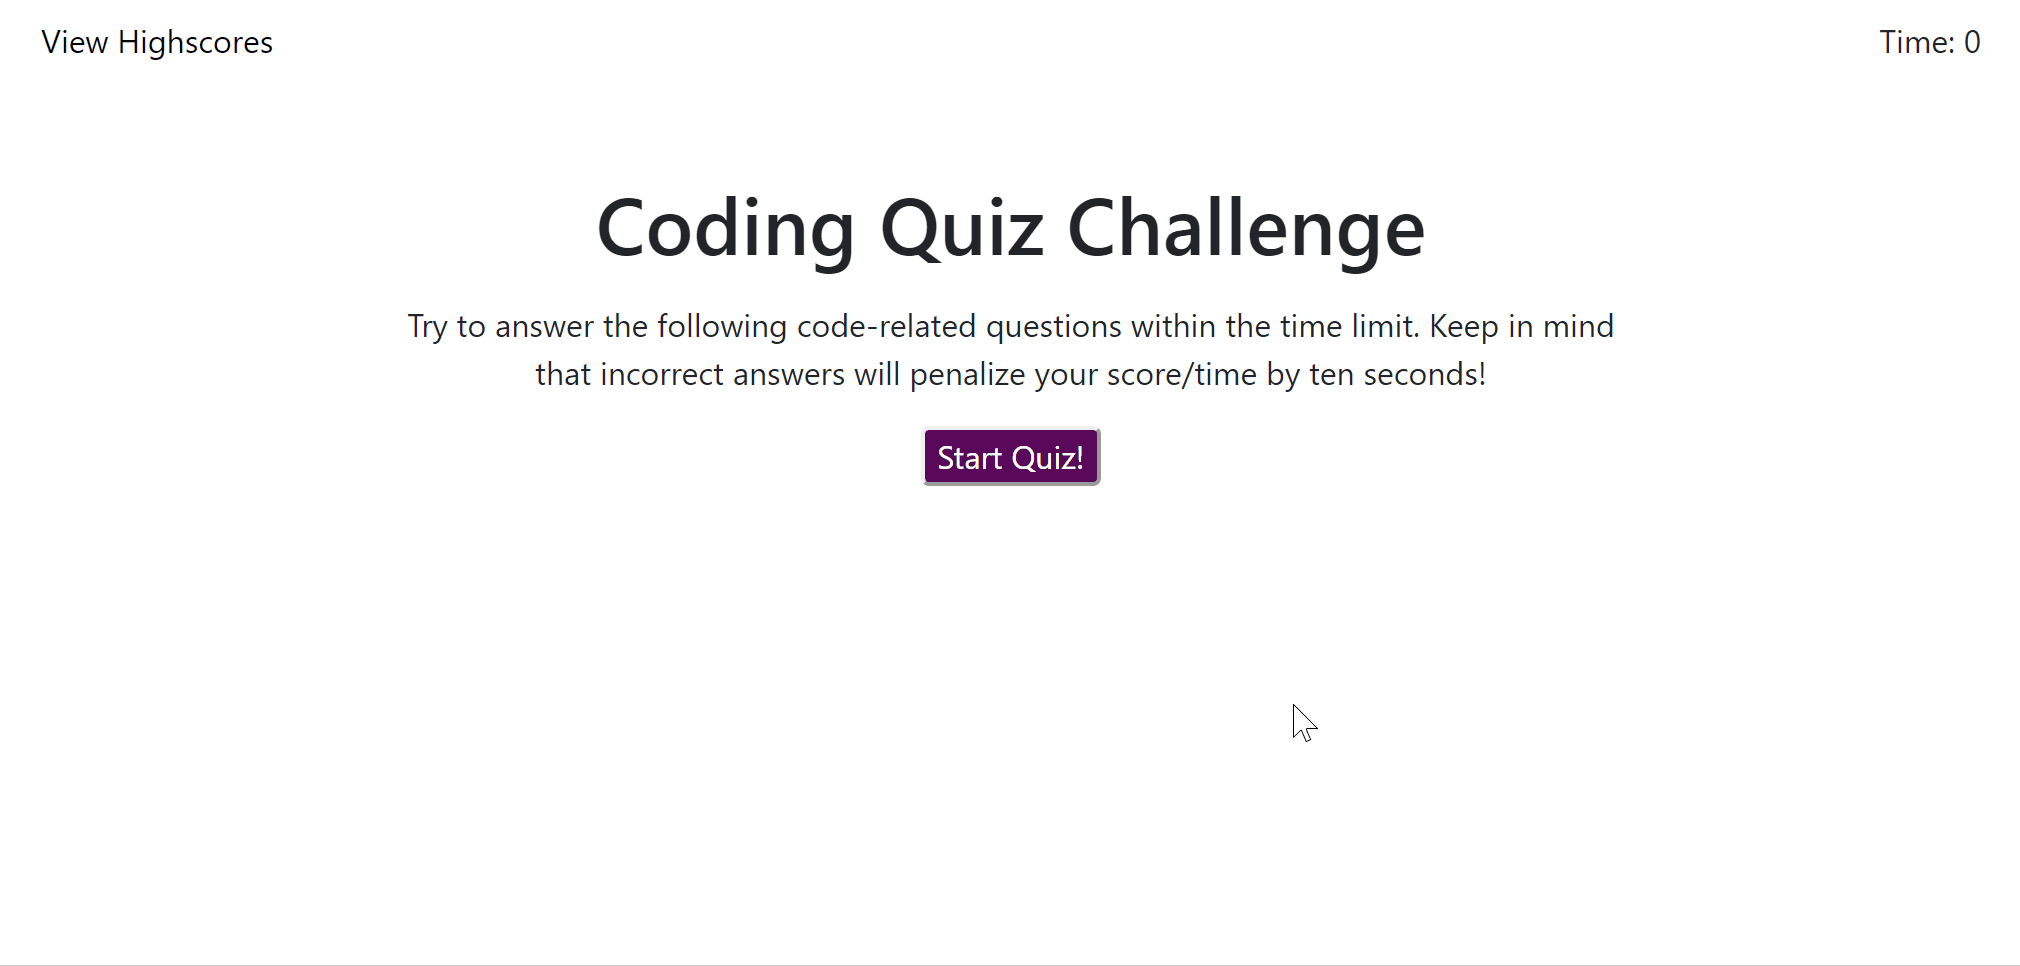 View Highscores
Time: 0
Coding Quiz Challenge
Try to answer the following code-related questions within the time limit. Keep in mind
that incorrect answers will penalize your score/time by ten seconds!
Start Quiz!